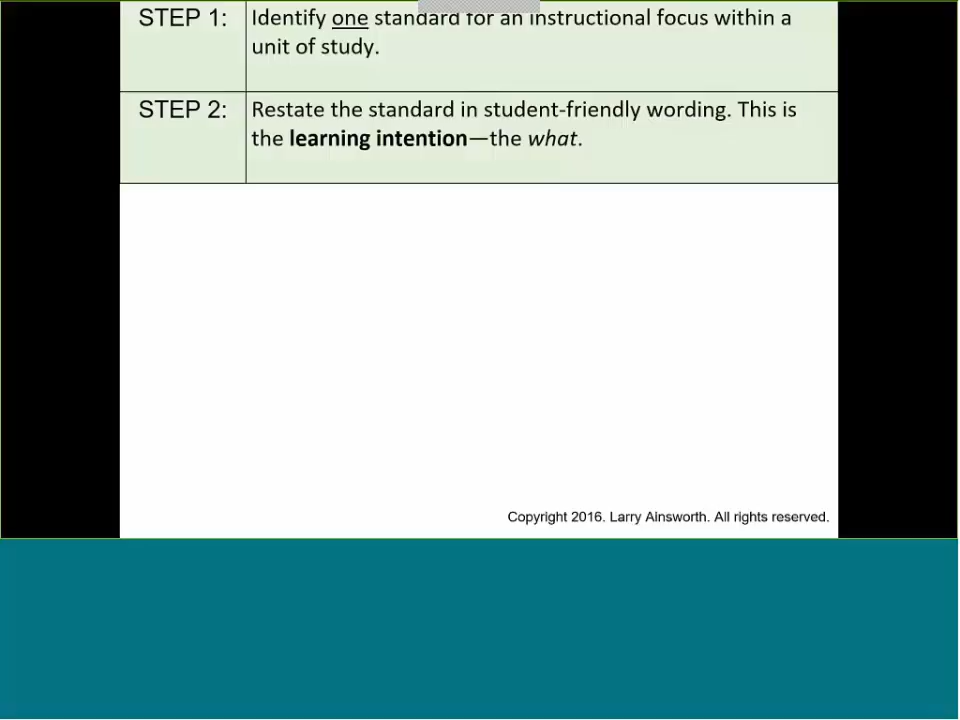 STEP 1: Identify one standard for an instructional focus within a
unit of study.
STEP 2: Restate the standard in student-friendly wording. This is
the learning intention—the what.
Copyright 2016. Larry Ainsworth. All rights reserved.